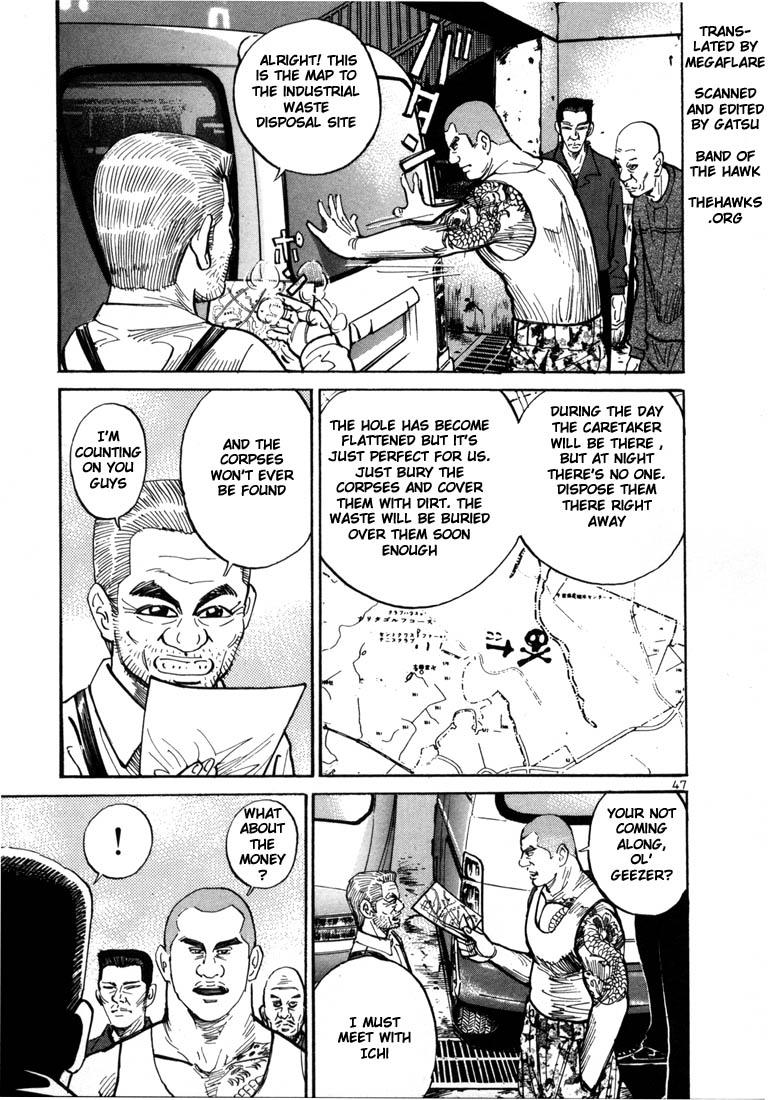 TRANS-
LATED BY
MEGAFLARE
SCANNED
AND EDITED
BY GATSU
BAND OF
THE HAWK
THEHAWKS
.ORG
ALRIGHT! THIS
IS THE MAP TO
THE INDUSTRIAL
WASTE
DISPOSAL SITE
DURING THE DAY
THE CARETAKER
WILL BE THERE ,
BUT AT NIGHT
THERE'S NO ONE.
DISPOSE THEM
THERE RIGHT
AWAY
THE HOLE HAS BECOME
FLATTENED BUT IT'S
JUST PERFECT FOR US.
JUST BURY THE
CORPSES AND COVER
THEM WITH DIRT. THE
WASTE WILL BE BURIED
OVER THEM SOON
ENOUGH
ココ
AND THE
CORPSES
WON'T EVER
BE FOUND
I'M
COUNTING
ON YOU
GUYS
47
YOUR NOT
COMING
ALONG,
OL'
GEEZER?
I MUST
MEET WITH
ICHI
WHAT
ABOUT
THE
MONEY
?
!